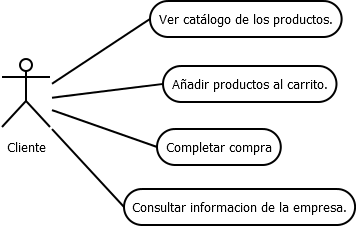 Ver catálogo de los productos.
Añadir productos al carrito.
Cliente
Completar compra
Consultar informacion de la empresa.